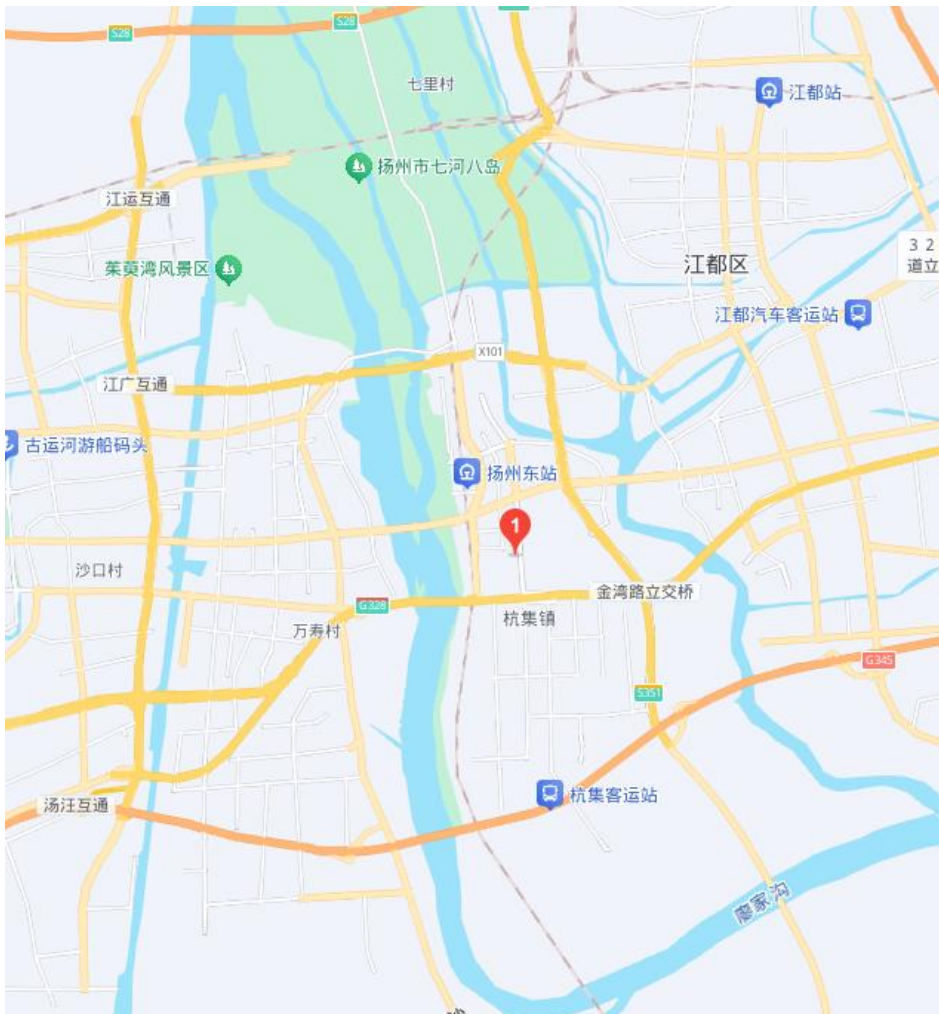 S28
S28
七里村
江都站
扬州市七河八岛
江运互通
3 2
道立
茱萸湾风景区
江都区
江都汽车客运站
X101
江广互通
古运河游船码头
扬州东站
1
沙口村
金湾路立交桥
G328
杭集镇
万寿村
G345
S351
杭集客运站
汤汪互通
廖家沟